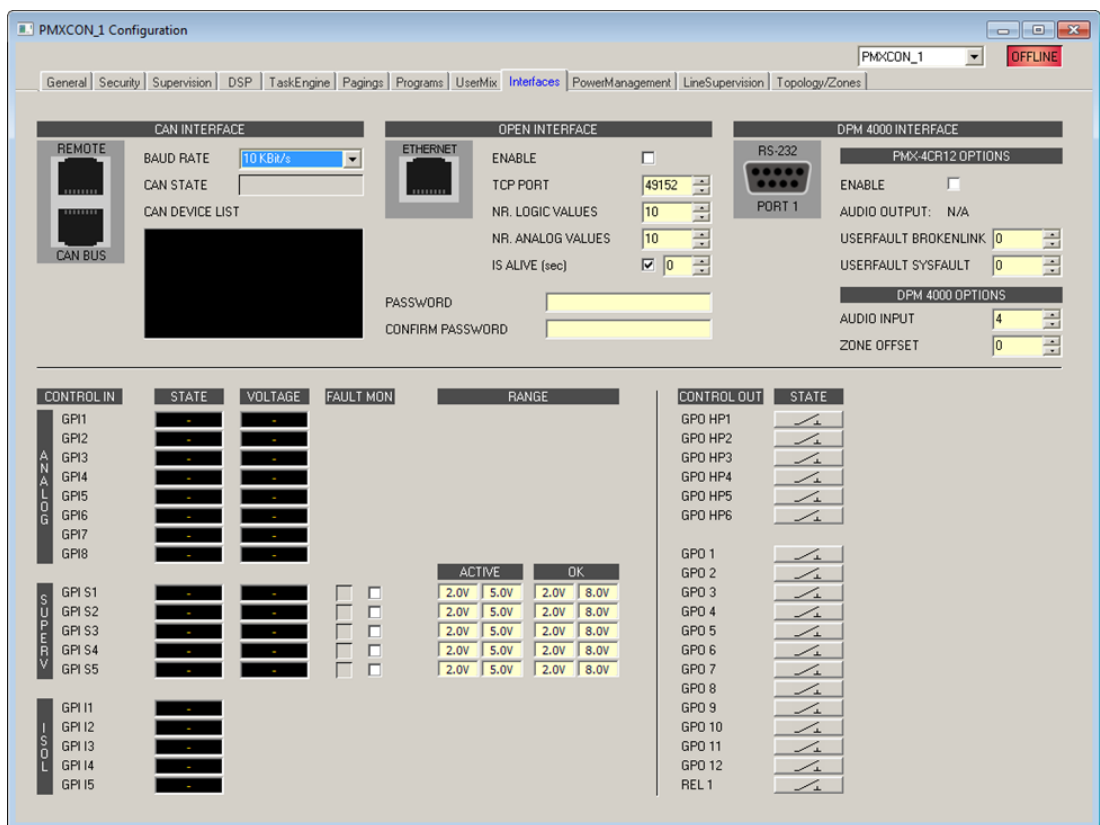 PMXCON_1 Configuration
PMXCON_1
OFFLINE
General Security Supervision DSP TaskEngine Pagings Programs UserMix Interfaces PowerManagement LineSupervision Topology/Zones
CAN INTERFACE
REMOTE
BAUD RATE 10 KBit/s
CAN STATE
CAN DEVICE LIST
CAN BUS
OPEN INTERFACE
ETHERNET
ENABLE
TCP PORT 49152
NR. LOGIC VALUES 10
NR. ANALOG VALUES 10
IS ALIVE (sec) 0
PASSWORD
CONFIRM PASSWORD
DPM 4000 INTERFACE
RS-232
PORT 1
PMX-4CR12 OPTIONS
ENABLE
AUDIO OUTPUT: N/A
USERFAULT BROKENLINK 0
USERFAULT SYSFAULT 0
DPM 4000 OPTIONS
AUDIO INPUT 4
ZONE OFFSET 0
CONTROL IN STATE VOLTAGE FAULT MON RANGE
ANALOG
GPI1 - -
GPI2 - -
GPI3 - -
GPI4 - -
GPI5 - -
GPI6 - -
GPI7 - -
GPI8 - -
ACTIVE OK
SUPERV
GPI S1 - - 2.0V 5.0V 2.0V 8.0V
GPI S2 - - 2.0V 5.0V 2.0V 8.0V
GPI S3 - - 2.0V 5.0V 2.0V 8.0V
GPI S4 - - 2.0V 5.0V 2.0V 8.0V
GPI S5 - - 2.0V 5.0V 2.0V 8.0V
ISOL
GPI I1 -
GPI I2 -
GPI I3 -
GPI I4 -
GPI I5 -
CONTROL OUT STATE
GPO HP1
GPO HP2
GPO HP3
GPO HP4
GPO HP5
GPO HP6
GPO 1
GPO 2
GPO 3
GPO 4
GPO 5
GPO 6
GPO 7
GPO 8
GPO 9
GPO 10
GPO 11
GPO 12
REL 1